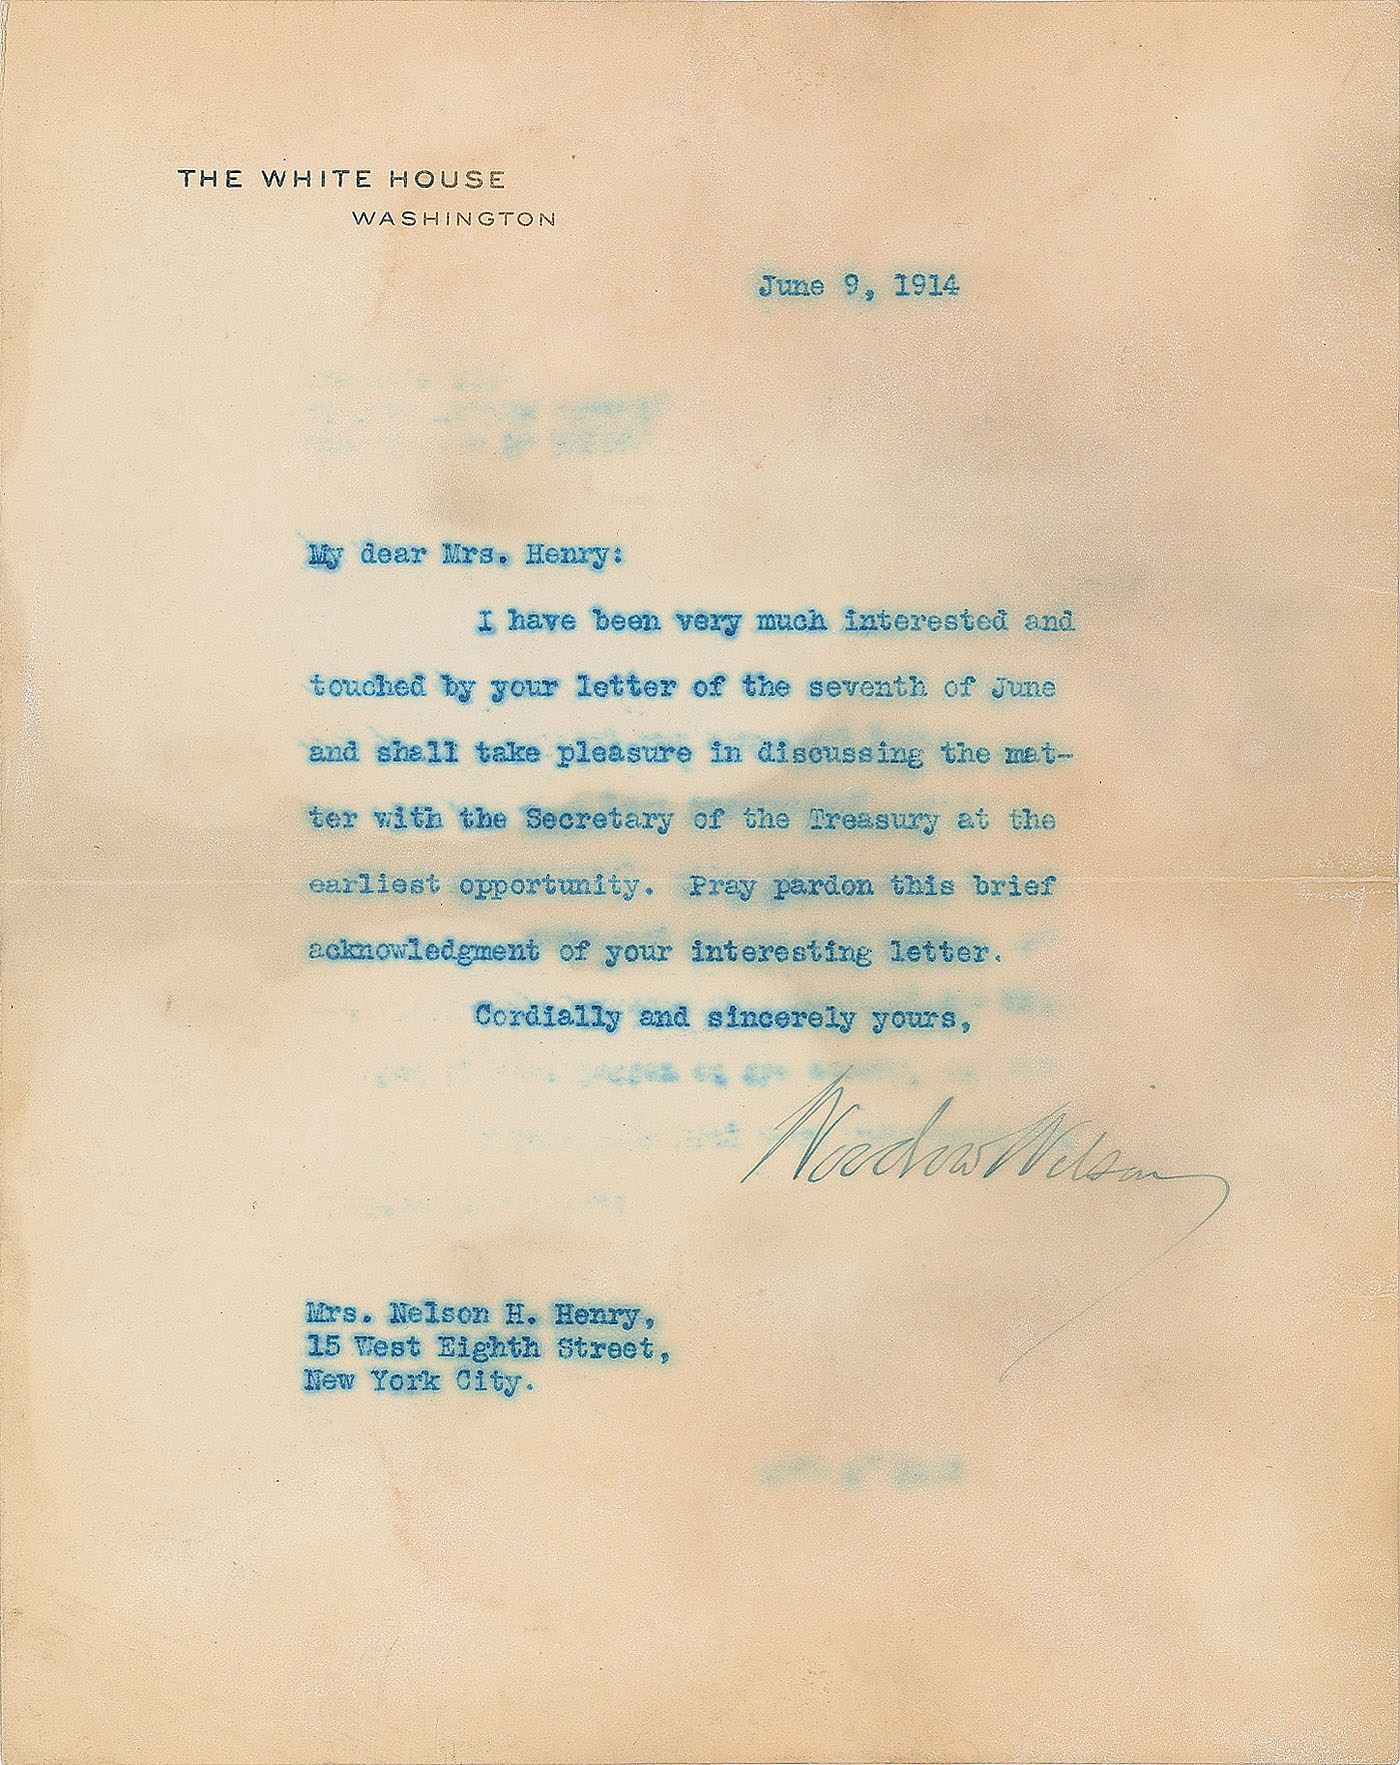 THE WHITE HOUSE
WASHINGTON
June 9, 1914
My dear Mrs. Henry:
I have been very much interested and
touched by your letter of the seventh of June
and shall take pleasure in discussing the mat-
ter with the Secretary of the Treasury at the
earliest opportunity. Pray pardon this brief
acknowledgment of your interesting letter.
Cordially and sincerely yours,
Woodrow Wilson
Mrs. Nelson H. Henry,
15 West Eighth Street,
New York City.